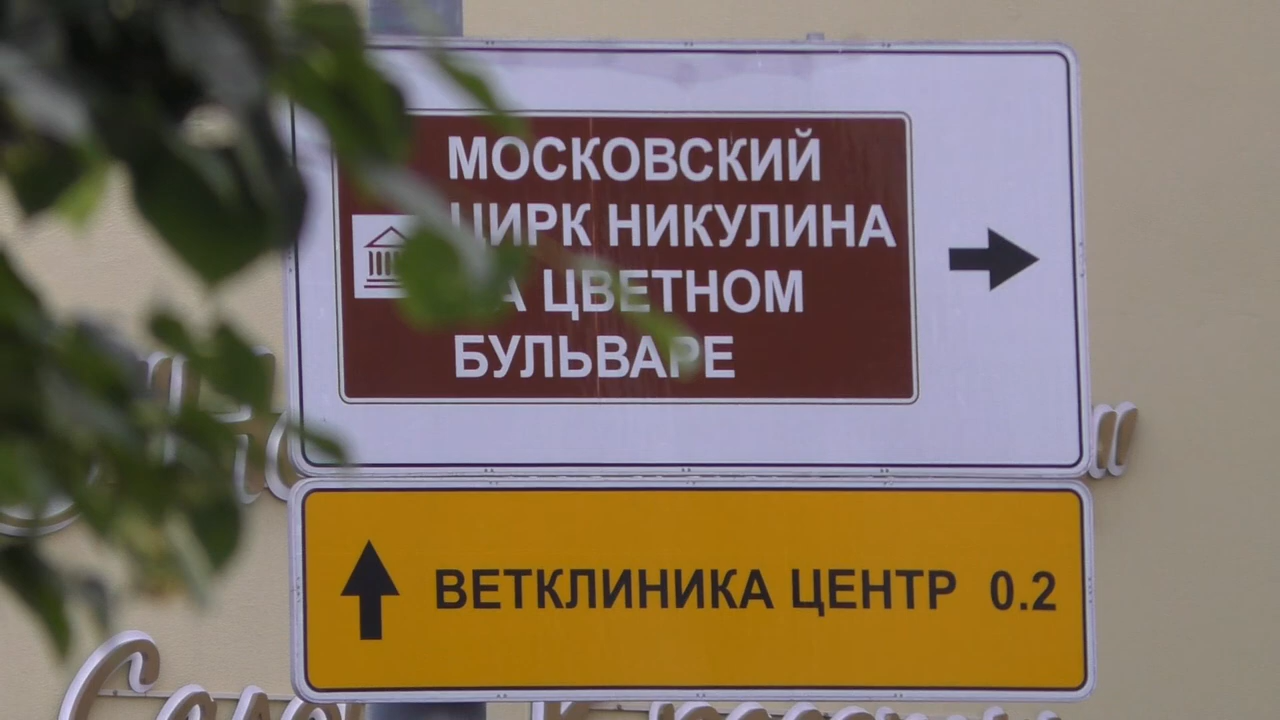 МОСКОВСКИЙ
ЦИРК НИКУЛИНА
НА ЦВЕТНОМ
БУЛЬВАРЕ
ВЕТКЛИНИКА ЦЕНТР 0.2